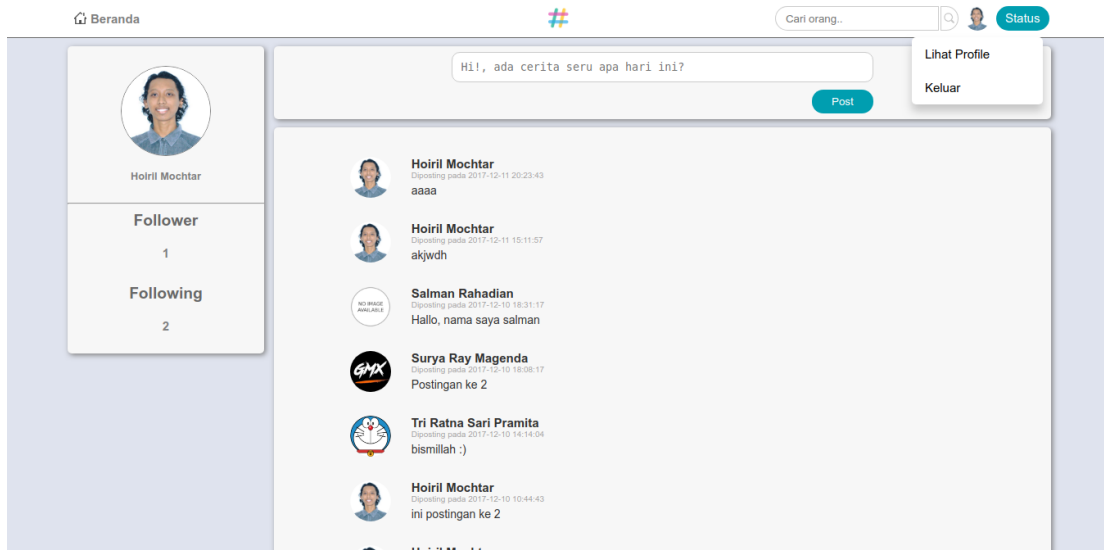 Beranda
#
Cari orang..
Status
Lihat Profile
Keluar
Hoiril Mochtar
Follower
1
Following
2
Hi!, ada cerita seru apa hari ini?
Post
Hoiril Mochtar
Diposting pada 2017-12-11 20:23:43
aaaa
Hoiril Mochtar
Diposting pada 2017-12-11 15:11:57
akjwdh
NO IMAGE
AVAILABLE
Salman Rahadian
Diposting pada 2017-12-10 18:31:17
Hallo, nama saya salman
GMX
Surya Ray Magenda
Diposting pada 2017-12-10 18:08:17
Postingan ke 2
Tri Ratna Sari Pramita
Diposting pada 2017-12-10 14:14:04
bismillah :)
Hoiril Mochtar
Diposting pada 2017-12-10 10:44:43
ini postingan ke 2